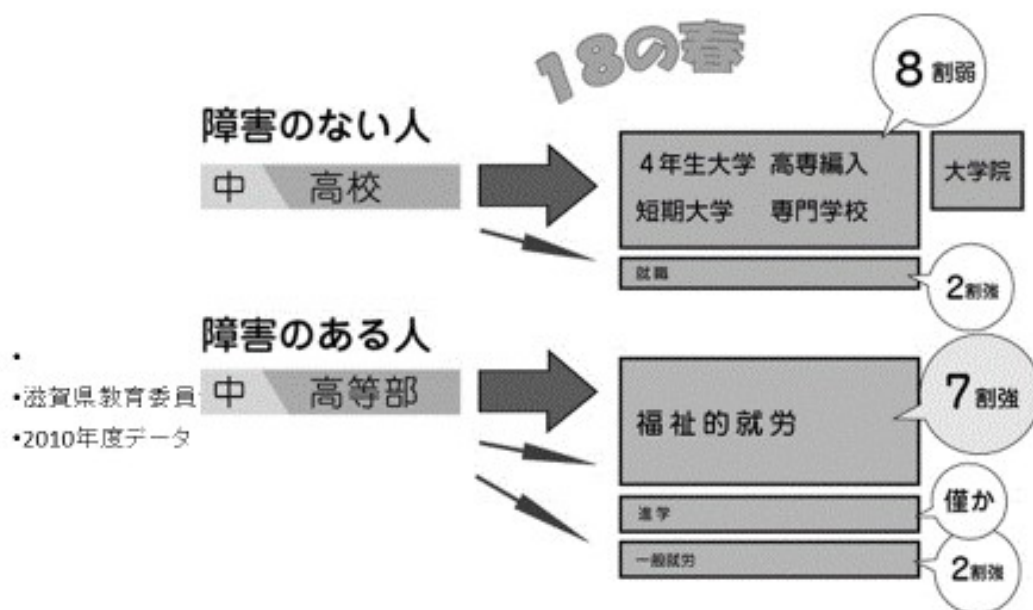 18の春
障害のない人
中 高校
8割弱
4年生大学 高専編入
短期大学 専門学校
大学院
就職
2割強
障害のある人
中 高等部
•
•滋賀県教育委員
•2010年度データ
福祉的就労
7割強
進学
僅か
一般就労
2割強